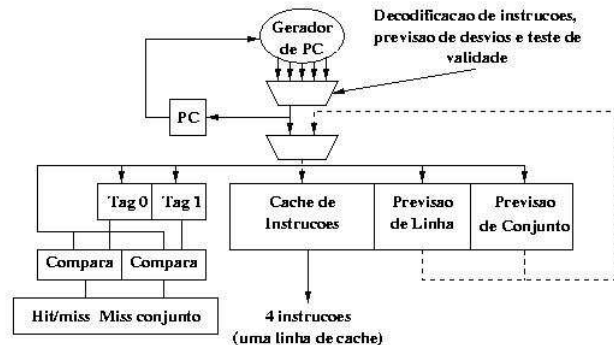 Gerador
de PC
Decodificacao de instrucoes,
previsao de desvios e teste de
validade
PC
Tag 0
Tag 1
Cache de
Instrucoes
Previsao
de Linha
Previsao
de Conjunto
Compara
Compara
Hit/miss Miss conjunto
4 instrucoes
(uma linha de cache)